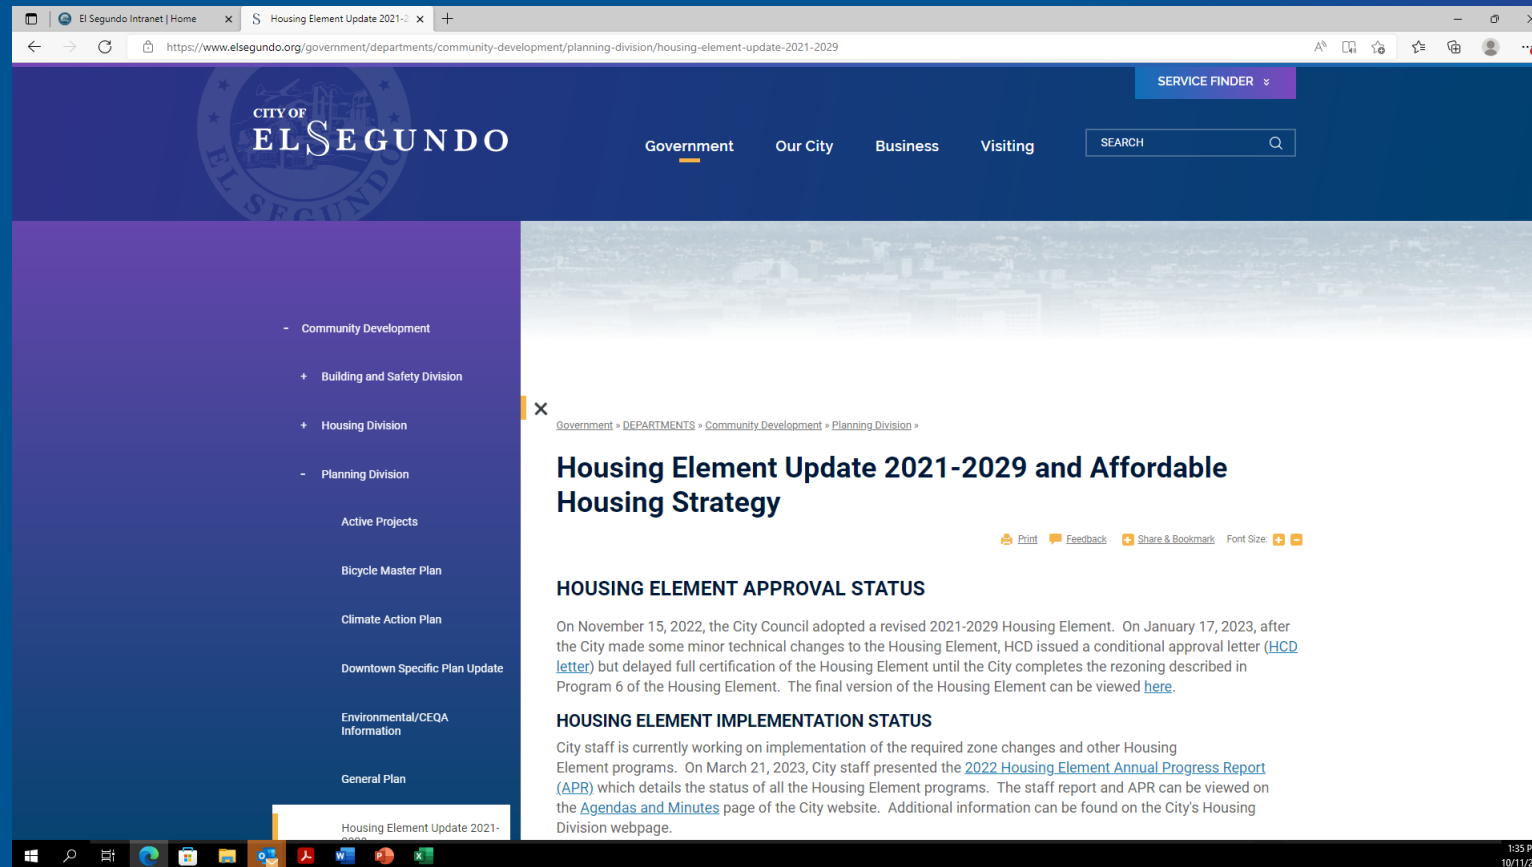 El Segundo Intranet | Home
Housing Element Update 2021-2
https://www.elsegundo.org/government/departments/community-development/planning-division/housing-element-update-2021-2029
SERVICE FINDER
CITY OF
EL SEGUNDO
EL SEGUNDO
Government
Our City
Business
Visiting
SEARCH
- Community Development
+ Building and Safety Division
+ Housing Division
- Planning Division
Active Projects
Bicycle Master Plan
Climate Action Plan
Downtown Specific Plan Update
Environmental/CEQA
Information
General Plan
Housing Element Update 2021-
Government » DEPARTMENTS » Community Development » Planning Division »
Housing Element Update 2021-2029 and Affordable
Housing Strategy
Print Feedback Share & Bookmark Font Size: + -
HOUSING ELEMENT APPROVAL STATUS
On November 15, 2022, the City Council adopted a revised 2021-2029 Housing Element. On January 17, 2023, after
the City made some minor technical changes to the Housing Element, HCD issued a conditional approval letter (HCD
letter) but delayed full certification of the Housing Element until the City completes the rezoning described in
Program 6 of the Housing Element. The final version of the Housing Element can be viewed here.
HOUSING ELEMENT IMPLEMENTATION STATUS
City staff is currently working on implementation of the required zone changes and other Housing
Element programs. On March 21, 2023, City staff presented the 2022 Housing Element Annual Progress Report
(APR) which details the status of all the Housing Element programs. The staff report and APR can be viewed on
the Agendas and Minutes page of the City website. Additional information can be found on the City's Housing
Division webpage.
1:35 P
10/11/2